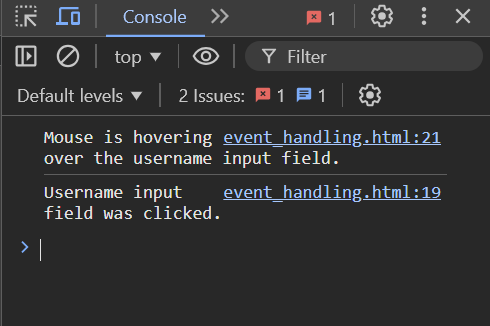 Console 1
top Filter
Default levels 2 Issues: 1 1
Mouse is hovering event_handling.html:21
over the username input field.
Username input event_handling.html:19
field was clicked.